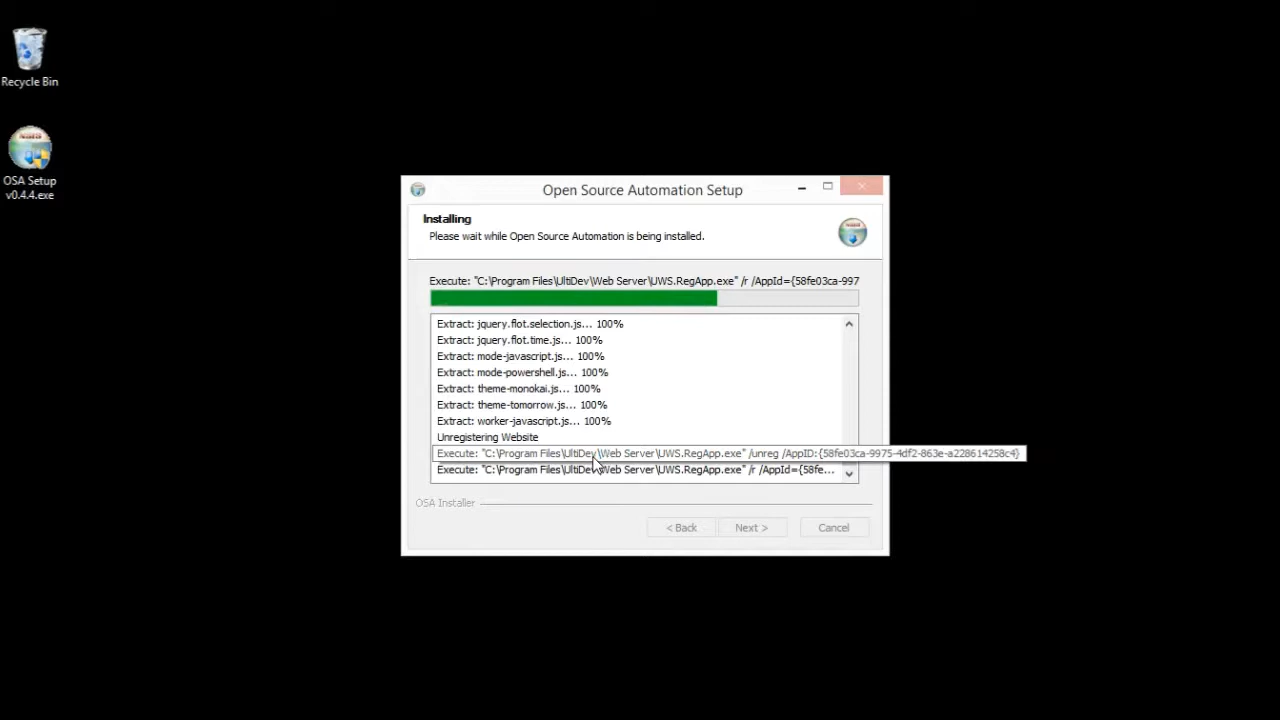 Recycle Bin
OSA Setup
v0.4.4.exe
Open Source Automation Setup
Installing
Please wait while Open Source Automation is being installed.
Execute: "C:\Program Files\UltiDev\Web Server\UWS.RegApp.exe" /r /AppId={58fe03ca-997
Extract: jquery.flot.selection.js... 100%
Extract: jquery.flot.time.js... 100%
Extract: mode-javascript.js... 100%
Extract: mode-powershell.js... 100%
Extract: theme-monokai.js... 100%
Extract: theme-tomorrow.js... 100%
Extract: worker-javascript.js... 100%
Unregistering Website
Execute: "C:\Program Files\UltiDev\Web Server\UWS.RegApp.exe" /unreg /AppID:{58fe03ca-9975-4df2-863e-a228614258c4}
Execute: "C:\Program Files\UltiDev\Web Server\UWS.RegApp.exe" /r /AppId={58fe...
OSA Installer
< Back
Next >
Cancel